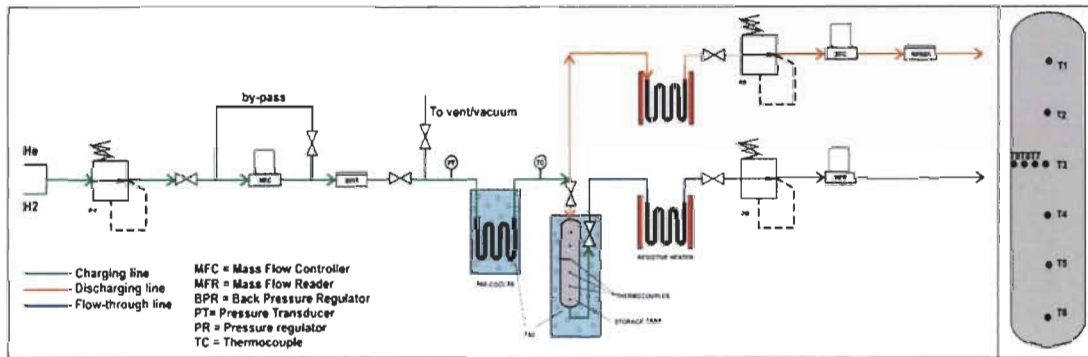 by-pass
To vent/vacuum
He
H2
MFC
PT
TC
PRE-COOLER
THERMOCOUPLES
STORAGE TANK
RESISTIVE HEATER
Charging line
Discharging line
Flow-through line
MFC = Mass Flow Controller
MFR = Mass Flow Reader
BPR = Back Pressure Regulator
PT= Pressure Transducer
PR = Pressure regulator
TC = Thermocouple
T1
T2
T3
T4
T5
T6